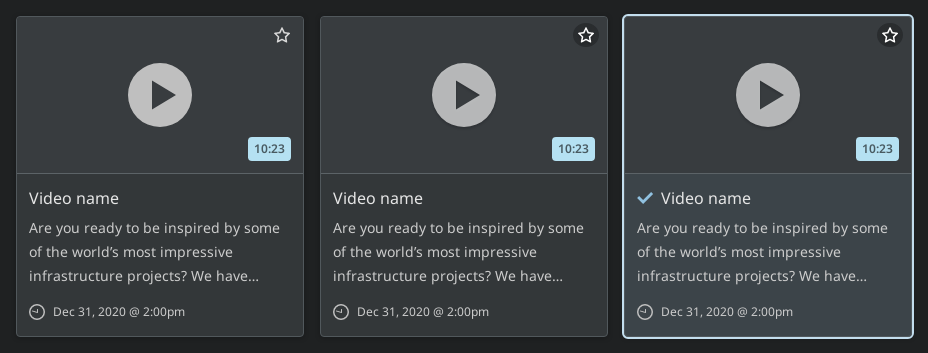 10:23
Video name
Are you ready to be inspired by some
of the world's most impressive
infrastructure projects? We have...
Dec 31, 2020 @ 2:00pm
10:23
Video name
Are you ready to be inspired by some
of the world's most impressive
infrastructure projects? We have...
Dec 31, 2020 @ 2:00pm
10:23
Video name
Are you ready to be inspired by some
of the world's most impressive
infrastructure projects? We have...
Dec 31, 2020 @ 2:00pm